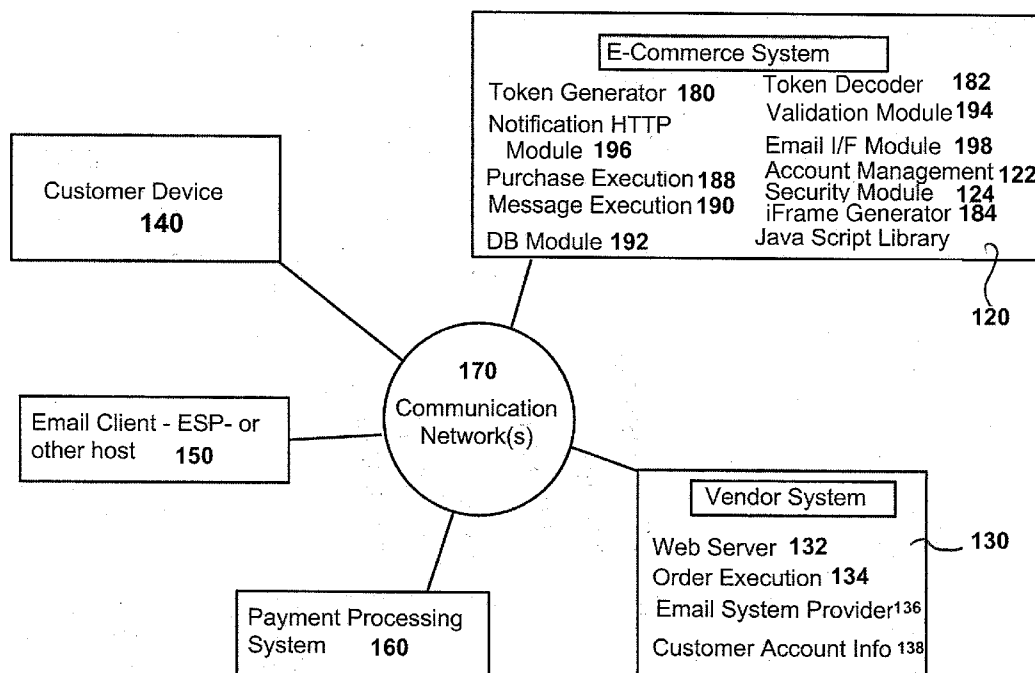 E-Commerce System
Token Generator 180
Notification HTTP
Module 196
Purchase Execution 188
Message Execution 190
DB Module 192
Token Decoder 182
Validation Module 194
Email I/F Module 198
Account Management 122
Security Module 124
iFrame Generator 184
Java Script Library
120
Customer Device
140
170
Communication
Network(s)
Email Client - ESP- or
other host 150
Vendor System
Web Server 132
Order Execution 134
Email System Provider 136
Customer Account Info 138
130
Payment Processing
System 160